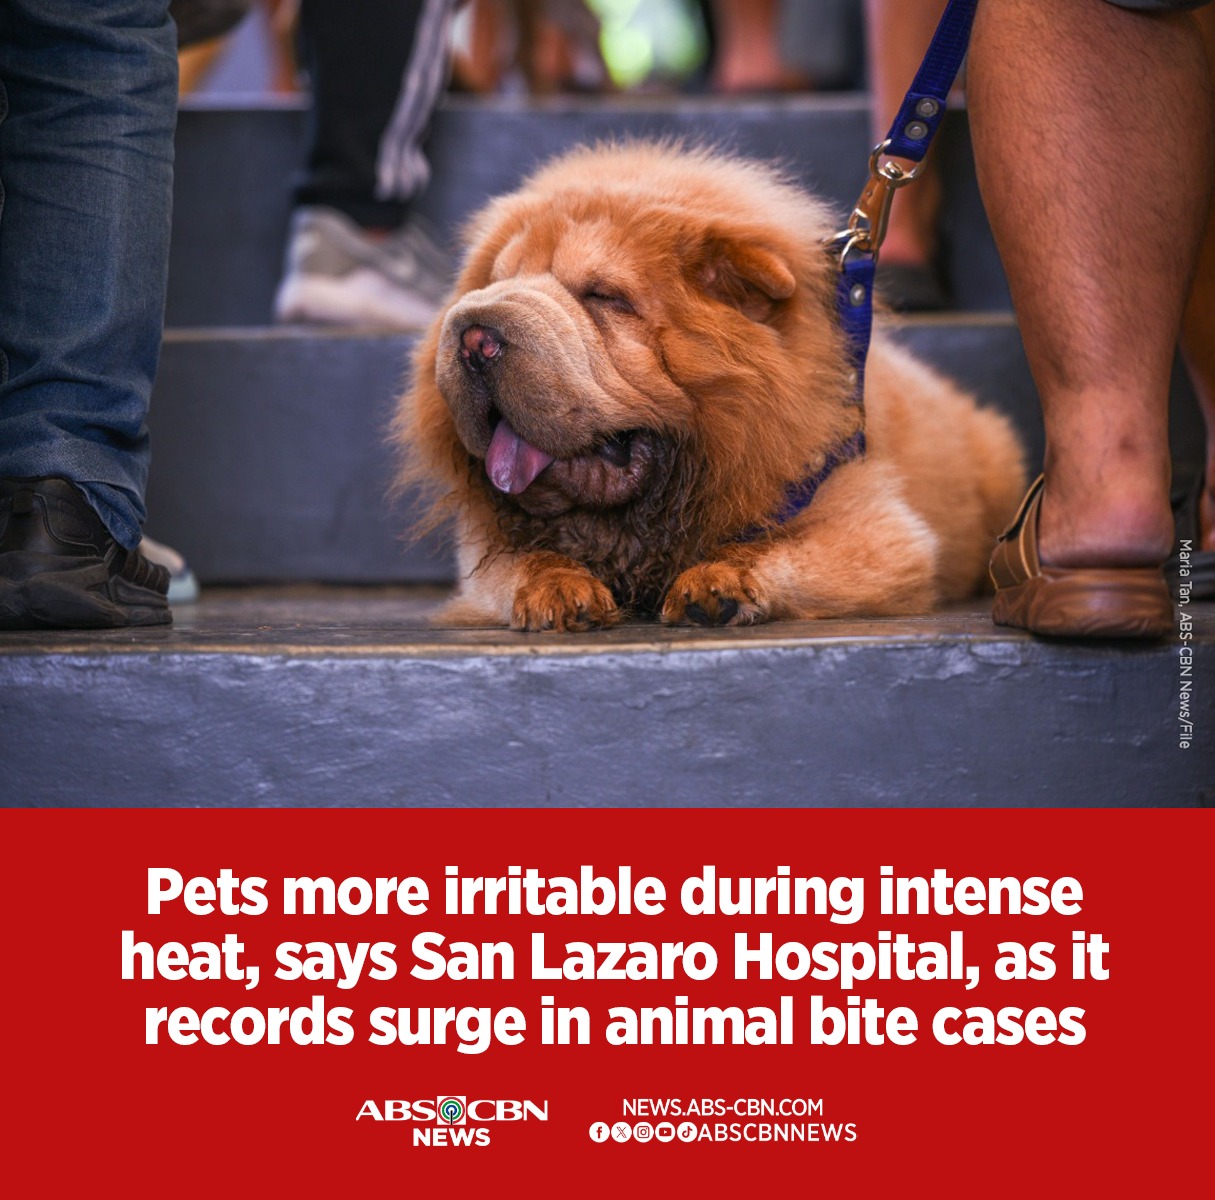 Maria Tan, ABS-CBN News/File
Pets more irritable during intense
heat, says San Lazaro Hospital, as it
records surge in animal bite cases
ABS CBN
NEWS
NEWS.ABS-CBN.COM
ABSCBNNEWS